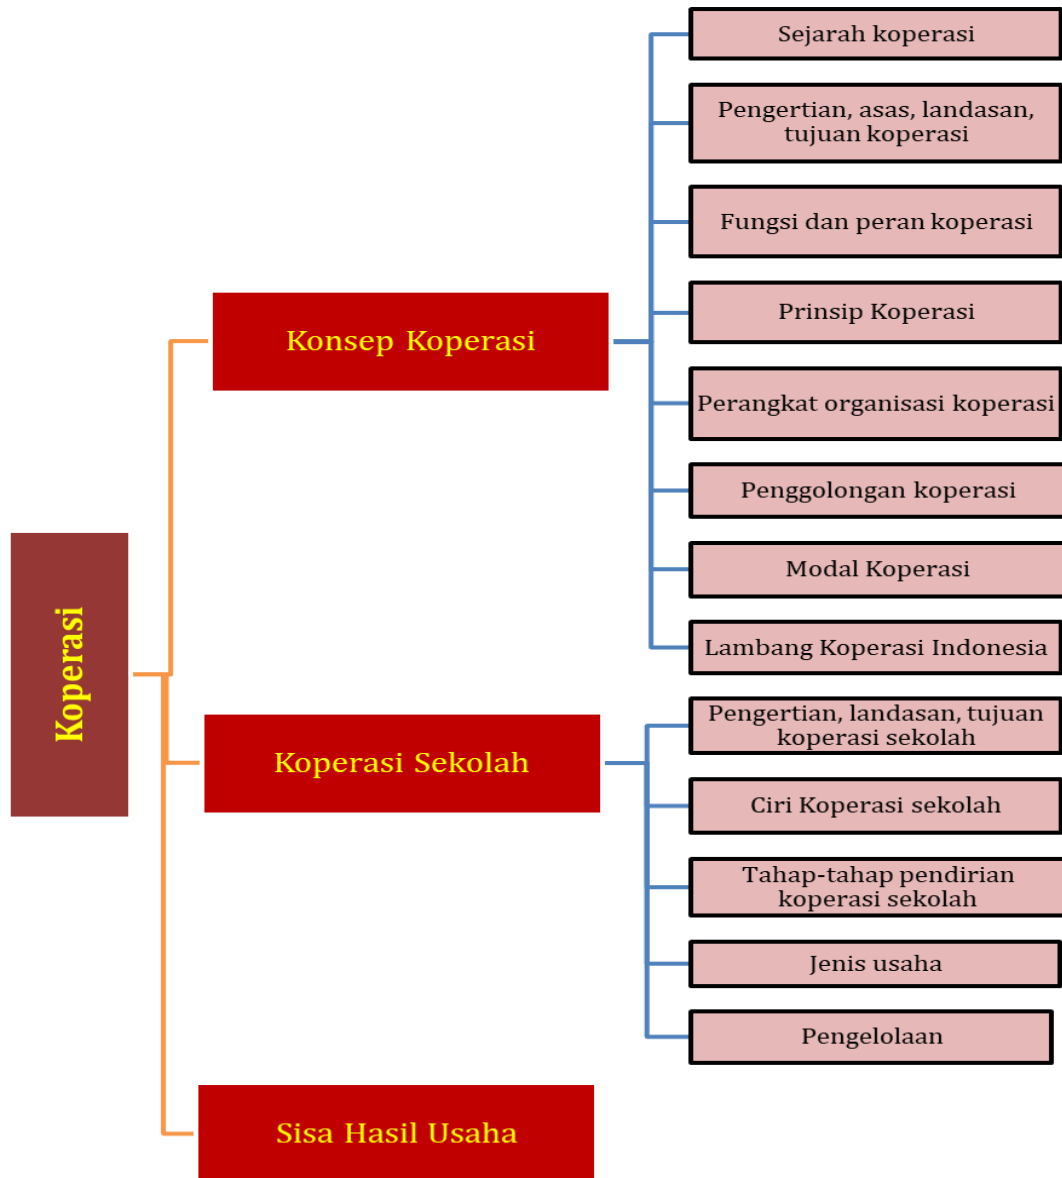 Koperasi
Konsep Koperasi
Sejarah koperasi
Pengertian, asas, landasan,
tujuan koperasi
Fungsi dan peran koperasi
Prinsip Koperasi
Perangkat organisasi koperasi
Penggolongan koperasi
Modal Koperasi
Lambang Koperasi Indonesia
Koperasi Sekolah
Pengertian, landasan, tujuan
koperasi sekolah
Ciri Koperasi sekolah
Tahap-tahap pendirian
koperasi sekolah
Jenis usaha
Pengelolaan
Sisa Hasil Usaha